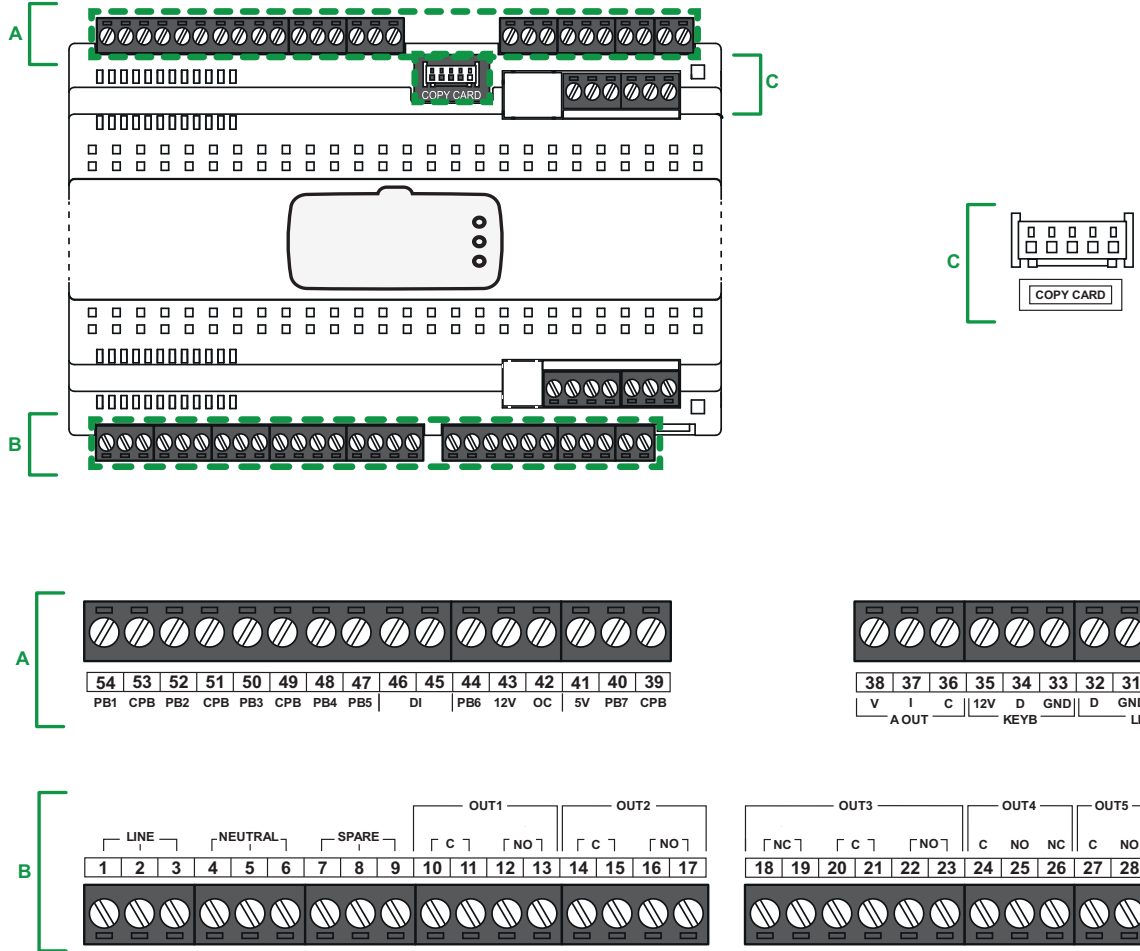 A
COPY CARD
C
B
C
COPY CARD
A
54 53 52 51 50 49 48 47 46 45 44 43 42 41 40 39
PB1 CPB PB2 CPB PB3 CPB PB4 PB5 DI PB6 12V OC 5V PB7 CPB
38 37 36 35 34 33 32 31
V I C 12V D GND D
A OUT KEYB
B
OUT1 OUT2 OUT3 OUT4 OUT5
LINE NEUTRAL SPARE C NO C NO NC C NO C NO NC C NO
1 2 3 4 5 6 7 8 9 10 11 12 13 14 15 16 17 18 19 20 21 22 23 24 25 26 27 28